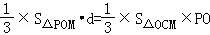 1/3 × S△POM•d=1/3 × S△OCM × PO